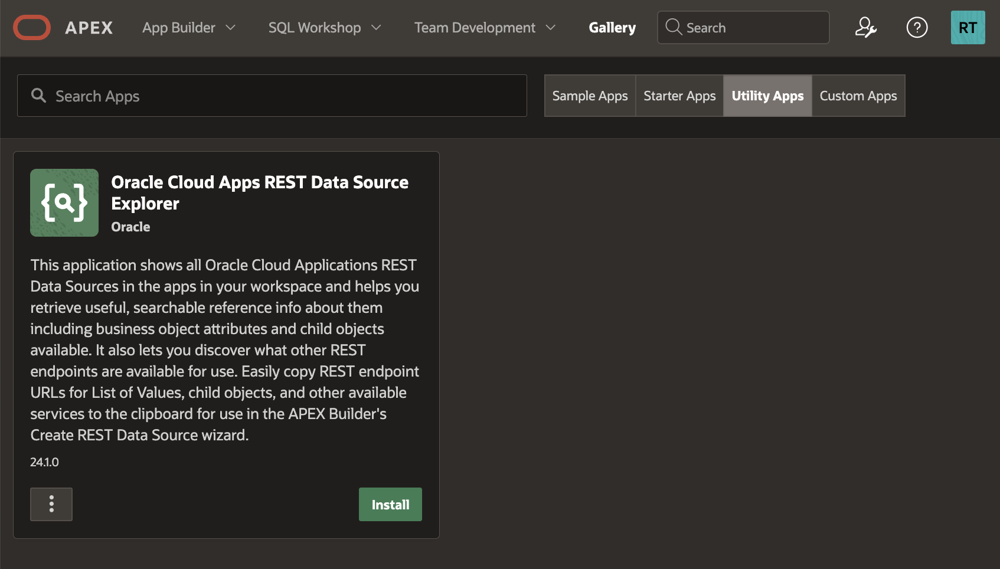 APEX
App Builder
SQL Workshop
Team Development
Gallery
Search
RT
Search Apps
Sample Apps
Starter Apps
Utility Apps
Custom Apps
Oracle Cloud Apps REST Data Source
Explorer
Oracle
This application shows all Oracle Cloud Applications REST
Data Sources in the apps in your workspace and helps you
retrieve useful, searchable reference info about them
including business object attributes and child objects
available. It also lets you discover what other REST
endpoints are available for use. Easily copy REST endpoint
URLs for List of Values, child objects, and other available
services to the clipboard for use in the APEX Builder's
Create REST Data Source wizard.
24.1.0
Install